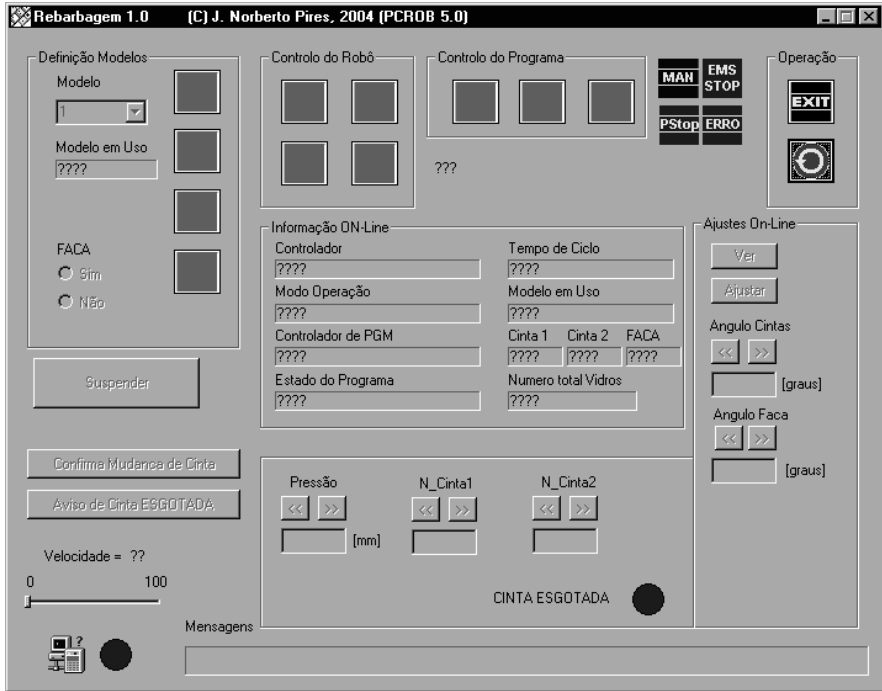 Rebarbagem 1.0 (C) J. Norberto Pires, 2004 (PCROB 5.0)
Definição Modelos
Modelo
1
Modelo em Uso
????
FACA
Sim
Não
Controlo do Robô
Controlo do Programa
???
MAN
EMS STOP
PStop
ERRO
Operação
EXIT
Informação ON-Line
Controlador
????
Tempo de Ciclo
????
Modo Operação
????
Modelo em Uso
????
Controlador de PGM
????
Cinta 1 Cinta 2 FACA
???? ???? ????
Estado do Programa
????
Numero total Vidros
????
Ajustes On-Line
Ver
Ajustar
Angulo Cintas
<< >>
[graus]
Angulo Faca
<< >>
[graus]
Suspender
Confirma Mudanca de Cinta
Aviso de Cinta ESGOTADA
Velocidade = ??
0 100
Pressão
<< >>
[mm]
N_Cinta1
<< >>
N_Cinta2
<< >>
CINTA ESGOTADA
?
Mensagens